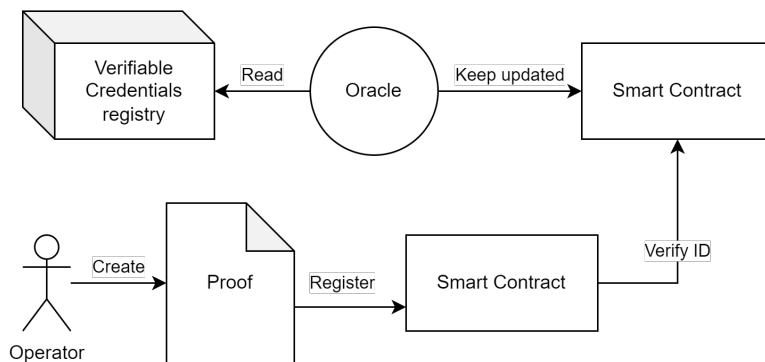 Verifiable
Credentials
registry
Read
Oracle
Keep updated
Smart Contract
Verify ID
Operator
Create
Proof
Register
Smart Contract